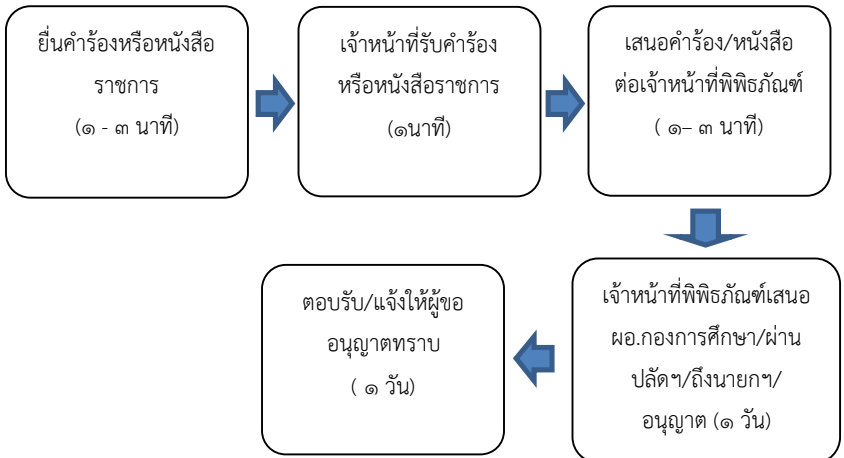 ยื่นคำร้องหรือหนังสือ
ราชการ
(๑ - ๓ นาที)
เจ้าหน้าที่รับคำร้อง
หรือหนังสือราชการ
(๑นาที)
เสนอคำร้อง/หนังสือ
ต่อเจ้าหน้าที่พิพิธภัณฑ์
( ๑– ๓ นาที)
เจ้าหน้าที่พิพิธภัณฑ์เสนอ
ผอ.กองการศึกษา/ผ่าน
ปลัดฯ/ถึงนายกฯ/
อนุญาต (๑ วัน)
ตอบรับ/แจ้งให้ผู้ขอ
อนุญาตทราบ
( ๑ วัน)